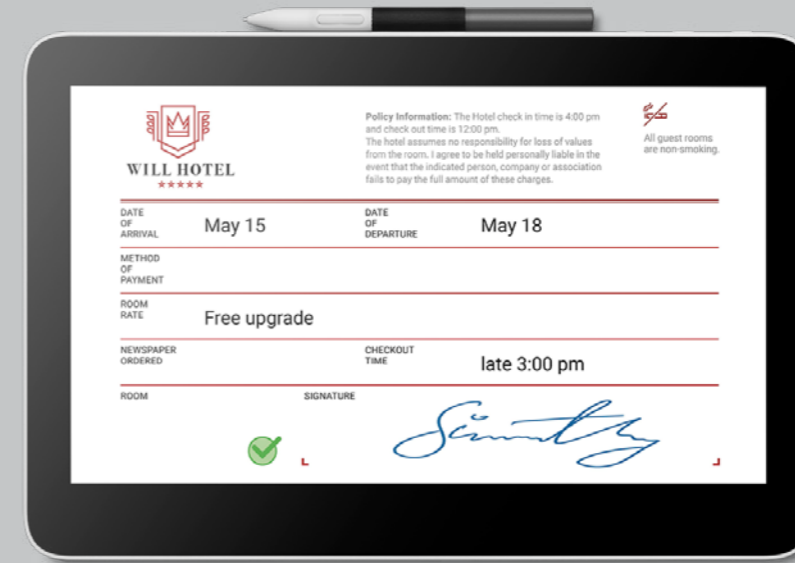 WILL HOTEL
★★★★★
Policy Information: The Hotel check in time is 4:00 pm
and check out time is 12:00 pm.
The hotel assumes no responsibility for loss of values
from the room. I agree to be held personally liable in the
event that the indicated person, company or association
fails to pay the full amount of these charges.
All guest rooms
are non-smoking.
DATE
OF
ARRIVAL
May 15
DATE
OF
DEPARTURE
May 18
METHOD
OF
PAYMENT
ROOM
RATE
Free upgrade
NEWSPAPER
ORDERED
CHECKOUT
TIME
late 3:00 pm
ROOM
SIGNATURE